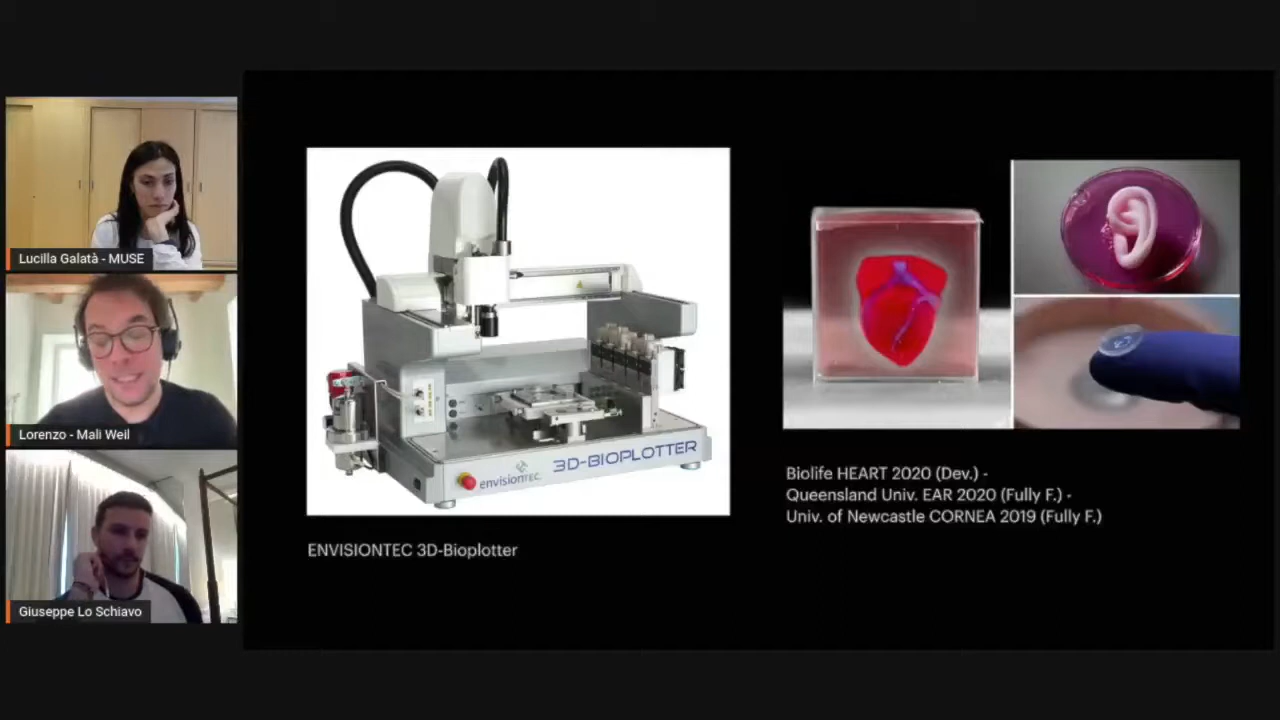 Lucilla Galatà - MUSE
Lorenzo - Mali Weil
Giuseppe Lo Schiavo
envisionTEC
3D-BIOPLOTTER
ENVISIONTEC 3D-Bioplotter
Biolife HEART 2020 (Dev.) -
Queensland Univ. EAR 2020 (Fully F.) -
Univ. of Newcastle CORNEA 2019 (Fully F.)